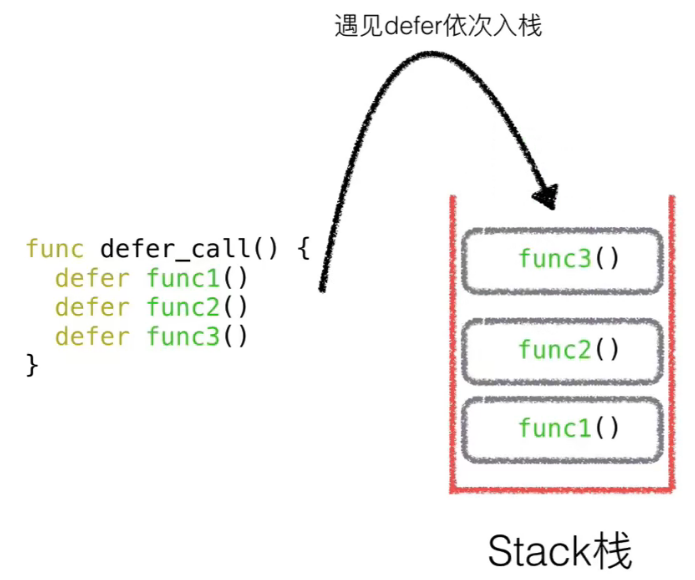 遇见defer依次入栈
func defer_call() {
defer func1()
defer func2()
defer func3()
}
func3()
func2()
func1()
Stack栈